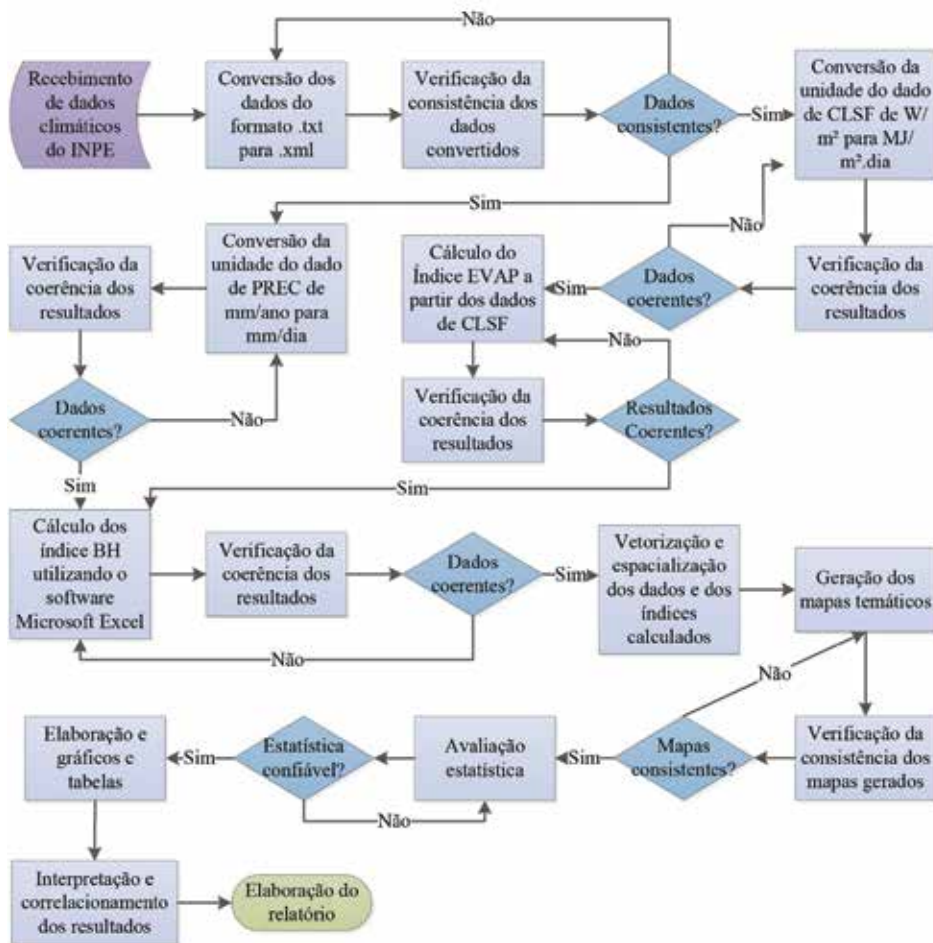 Não
Recebimento
de dados
climáticos
do INPE
Conversão dos
dados do
formato .txt
para .xml
Verificação da
consistência dos
dados
convertidos
Dados
consistentes?
Sim
Conversão da
unidade do dado
de CLSF de W/
m² para MJ/
m².dia
Sim
Não
Verificação da
coerência dos
resultados
Conversão da
unidade do dado
de PREC de
mm/ano para
mm/dia
Cálculo do
Índice EVAP a
partir dos dados
de CLSF
Sim
Dados
coerentes?
Verificação da
coerência dos
resultados
Não
Dados
coerentes?
Não
Verificação da
coerência dos
resultados
Resultados
Coerentes?
Sim
Sim
Cálculo dos
índice BH
utilizando o
software
Microsoft Excel
Verificação da
coerência dos
resultados
Dados
coerentes?
Sim
Vetorização e
espacialização
dos dados e dos
índices
calculados
Geração dos
mapas temáticos
Não
Não
Elaboração e
gráficos e
tabelas
Sim
Estatística
confiável?
Avaliação
estatística
Sim
Mapas
consistentes?
Verificação da
consistência dos
mapas gerados
Não
Interpretação e
correlacionamento
dos resultados
Elaboração do
relatório